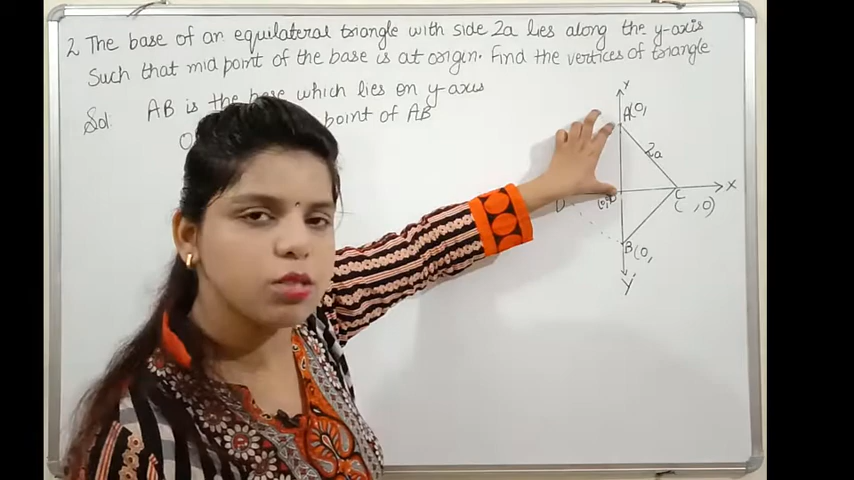 2 The base of an equilateral triangle with side 2a lies along the y-axis
Such that mid point of the base is at origin. Find the vertices of triangle
Sol. AB is the base which lies on y-axis
O point of AB
Y
A(0,
2a
X
C
( ,0)
B(0,
Y'